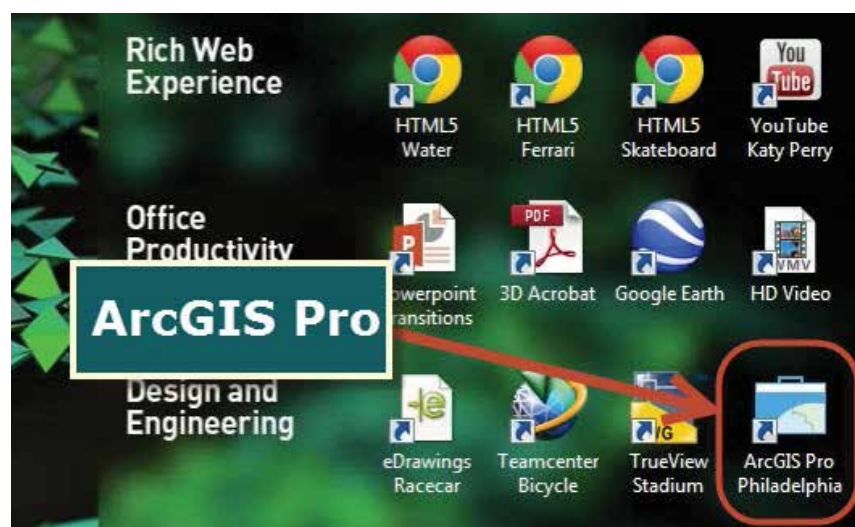 Rich Web
Experience
HTML5
Water
HTML5
Ferrari
HTML5
Skateboard
You
Tube
YouTube
Katy Perry
Office
Productivity
P
owerpoint
ransitions
PDF
3D Acrobat
Google Earth
WMV
HD Video
ArcGIS Pro
Design and
Engineering
e
eDrawings
Racecar
Teamcenter
Bicycle
WG
TrueView
Stadium
ArcGIS Pro
Philadelphia